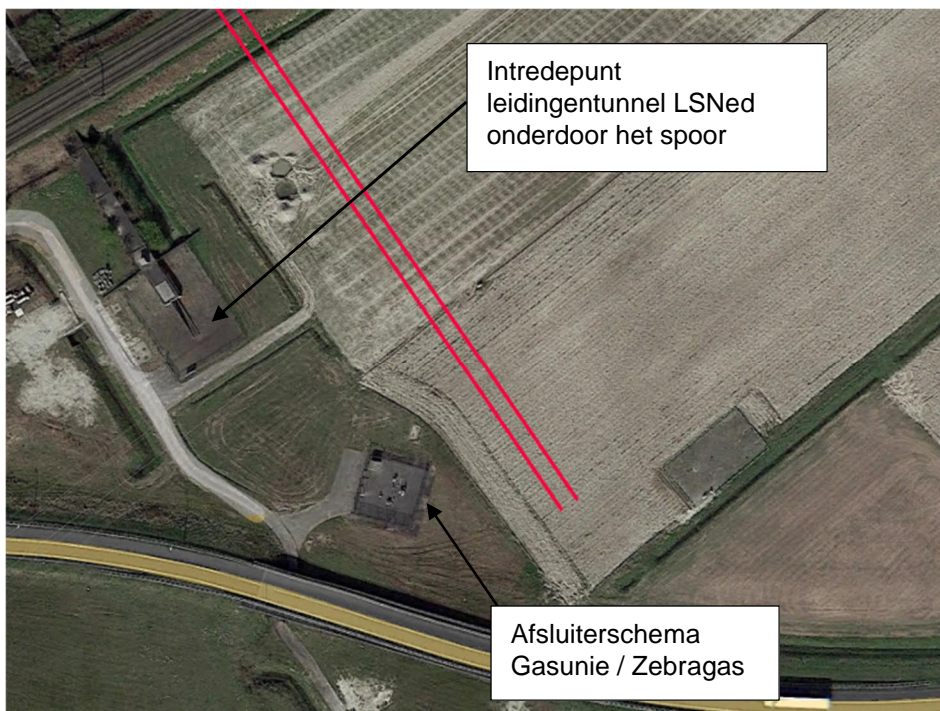 Intredepunt
leidingentunnel LSNed
onderdoor het spoor
Afsluiterschema
Gasunie / Zebragas